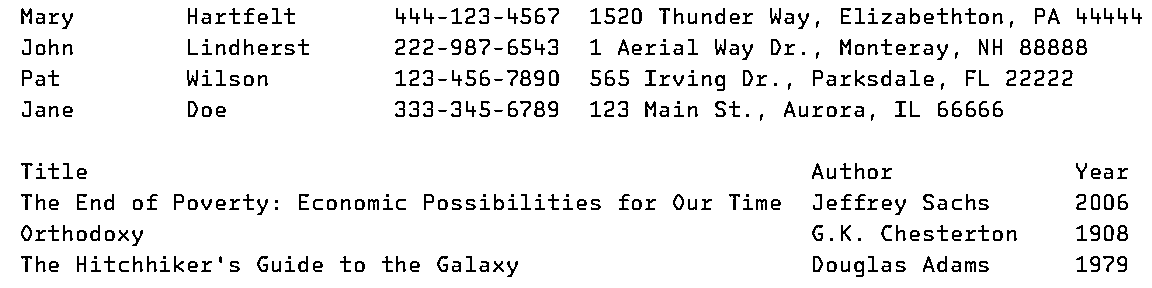 Mary        Hartfelt       444-123-4567  1520 Thunder Way, Elizabethton, PA 44444
John        Lindherst      222-987-6543  1 Aerial Way Dr., Monteray, NH 88888
Pat         Wilson         123-456-7890  565 Irving Dr., Parksdale, FL 22222
Jane        Doe            333-345-6789  123 Main St., Aurora, IL 66666

Title                                                    Author          Year
The End of Poverty: Economic Possibilities for Our Time  Jeffrey Sachs   2006
Orthodoxy                                                G.K. Chesterton 1908
The Hitchhiker's Guide to the Galaxy                     Douglas Adams   1979